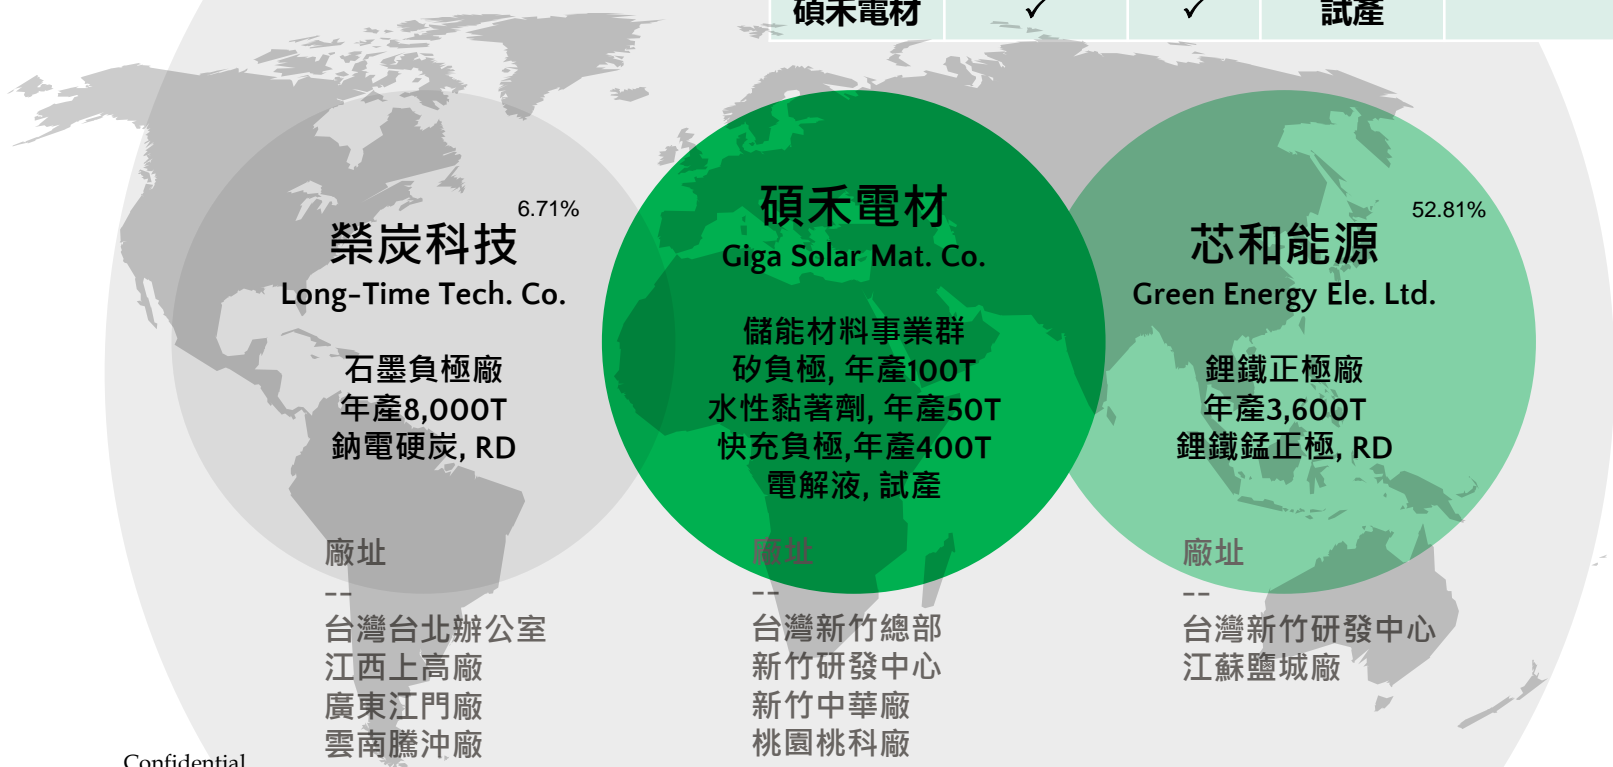 碩禾電材 ✓ ✓ 試產
6.71%
榮炭科技
Long-Time Tech. Co.
石墨負極廠
年產8,000T
鈉電硬炭, RD
廠址
--
台灣台北辦公室
江西上高廠
廣東江門廠
雲南騰沖廠
碩禾電材
Giga Solar Mat. Co.
儲能材料事業群
矽負極, 年產100T
水性黏著劑, 年產50T
快充負極,年產400T
電解液, 試產
廠址
--
台灣新竹總部
新竹研發中心
新竹中華廠
桃園桃科廠
52.81%
芯和能源
Green Energy Ele. Ltd.
鋰鐵正極廠
年產3,600T
鋰鐵錳正極, RD
廠址
--
台灣新竹研發中心
江蘇鹽城廠
Confidential